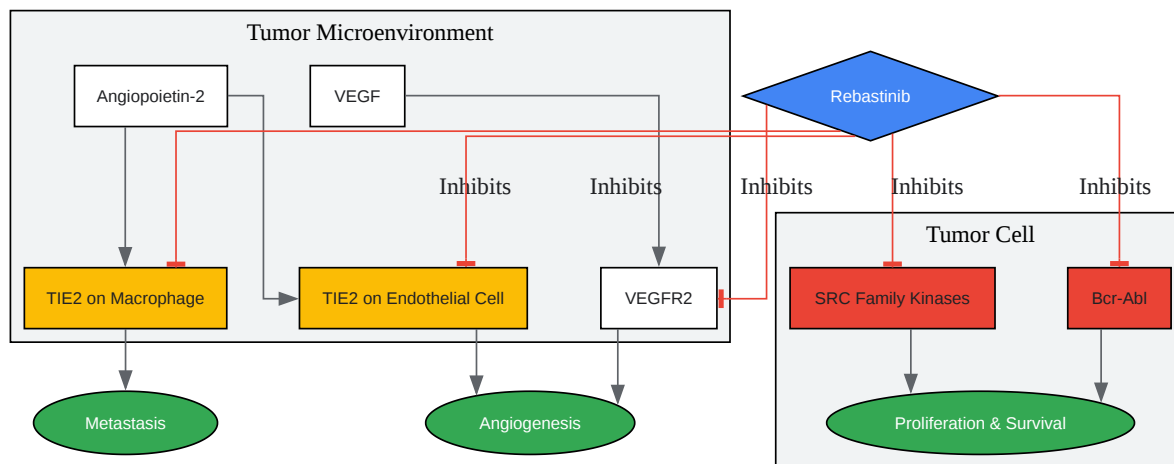 Tumor Microenvironment
Angiopoietin-2
VEGF
Rebastinib
Inhibits
Inhibits
Inhibits
Inhibits
Inhibits
Tumor Cell
TIE2 on Macrophage
TIE2 on Endothelial Cell
VEGFR2
SRC Family Kinases
Bcr-Abl
Metastasis
Angiogenesis
Proliferation & Survival